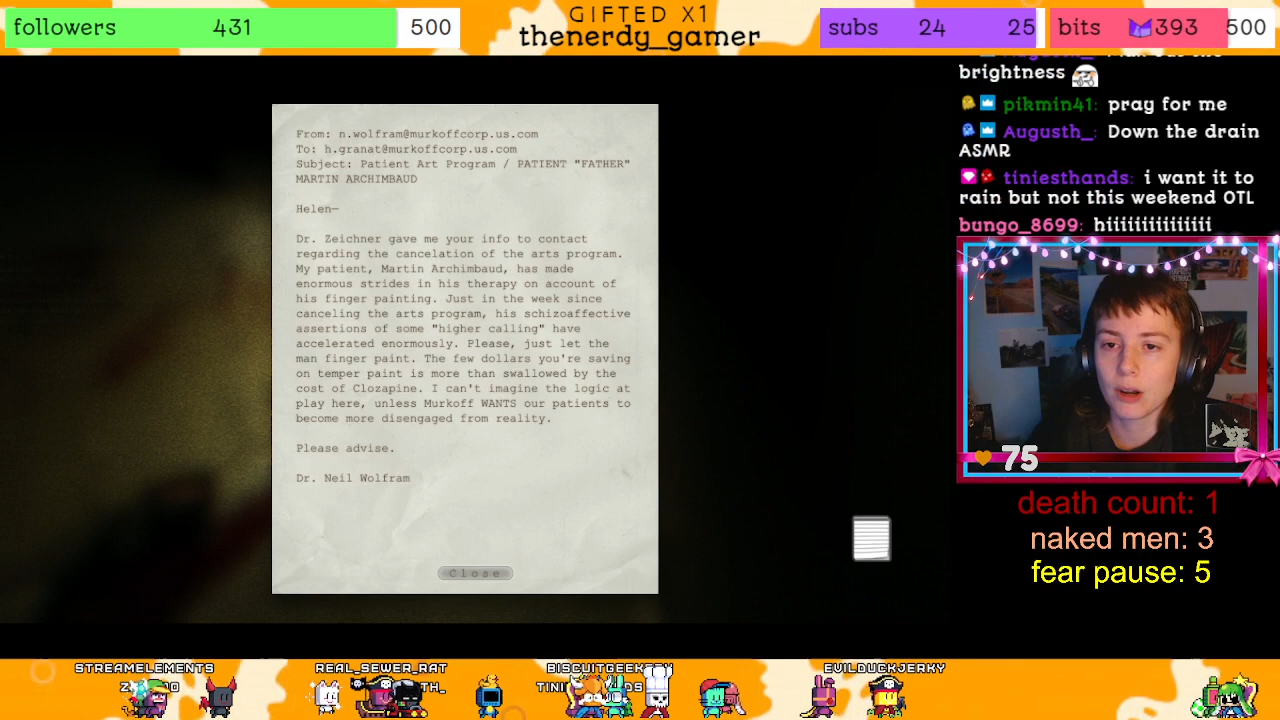 followers 431 500
GIFTED X1
thenerdy_gamer
subs 24 25
bits 393 500
brightness
pikmin41: pray for me
Augusth_: Down the drain
ASMR
tiniesthands: i want it to
rain but not this weekend OTL
bungo_8699: hiiiiiiiiiiiiii
From: n.wolfram@murkoffcorp.us.com
To: h.granat@murkoffcorp.us.com
Subject: Patient Art Program / PATIENT "FATHER"
MARTIN ARCHIMBAUD
Helen—
Dr. Zeichner gave me your info to contact
regarding the cancelation of the arts program.
My patient, Martin Archimbaud, has made
enormous strides in his therapy on account of
his finger painting. Just in the week since
canceling the arts program, his schizoaffective
assertions of some "higher calling" have
accelerated enormously. Please, just let the
man finger paint. The few dollars you're saving
on temper paint is more than swallowed by the
cost of Clozapine. I can't imagine the logic at
play here, unless Murkoff WANTS our patients to
become more disengaged from reality.
Please advise.
Dr. Neil Wolfram
Close
75
death count: 1
naked men: 3
fear pause: 5
STREAMELEMENTS
REAL_SEWER_RAT
EVILDUCKJERKY